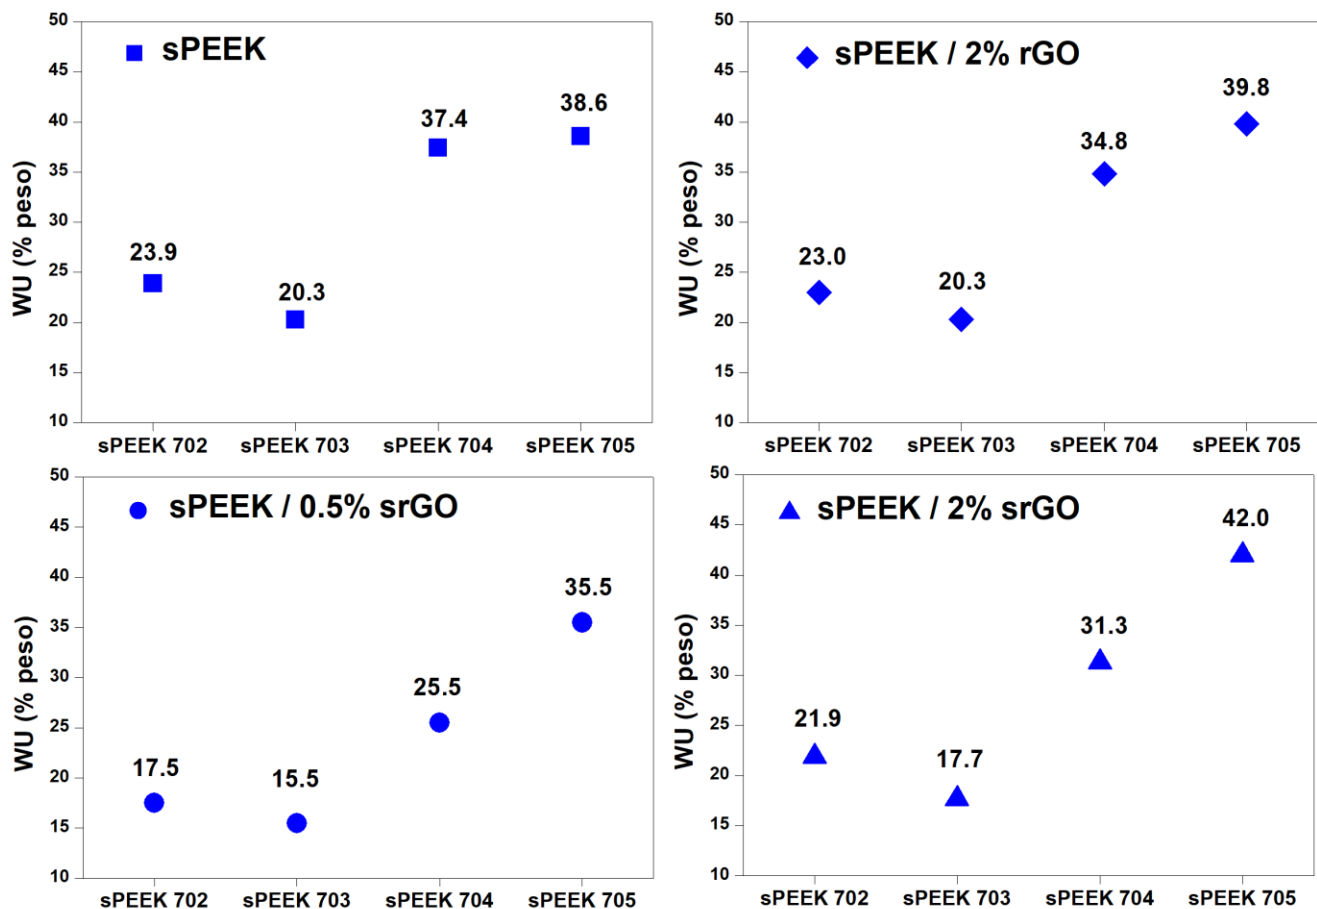 sPEEK
50
45
40
35
30
25
20
15
10
WU (% peso)
23.9
20.3
37.4
38.6
sPEEK 702
sPEEK 703
sPEEK 704
sPEEK 705
sPEEK / 2% rGO
50
45
40
35
30
25
20
15
10
WU (% peso)
23.0
20.3
34.8
39.8
sPEEK 702
sPEEK 703
sPEEK 704
sPEEK 705
sPEEK / 0.5% srGO
50
45
40
35
30
25
20
15
10
WU (% peso)
17.5
15.5
25.5
35.5
sPEEK 702
sPEEK 703
sPEEK 704
sPEEK 705
sPEEK / 2% srGO
50
45
40
35
30
25
20
15
10
WU (% peso)
21.9
17.7
31.3
42.0
sPEEK 702
sPEEK 703
sPEEK 704
sPEEK 705